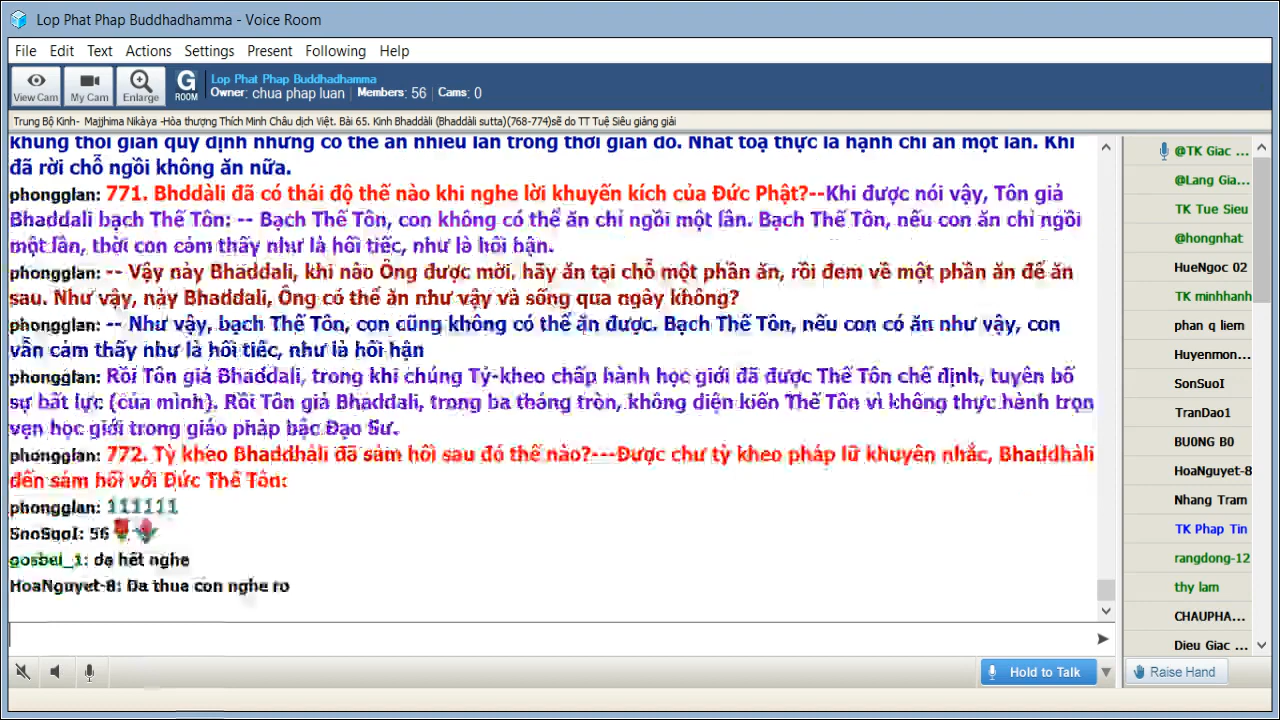 Lop Phat Phap Buddhadhamma - Voice Room
File Edit Text Actions Settings Present Following Help
View Cam My Cam Enlarge G ROOM
Lop Phat Phap Buddhadhamma
Owner: chua phap luan Members: 56 Cams: 0
Trung Bộ Kinh- Majjhima Nikàya -Hòa thượng Thích Minh Châu dịch Việt. Bài 65. Kinh Bhaddàli (Bhaddàli sutta)(768-774)sẽ do TT Tuệ Siêu giảng giải
khung thời gian quy định nhưng có thể ăn nhiều lần trong thời gian đó. Nhất toạ thực là hạnh chỉ ăn một lần. Khi
đã rời chỗ ngồi không ăn nữa.
phongglan: 771. Bhddàli đã có thái độ thế nào khi nghe lời khuyến kích của Đức Phật?--Khi được nói vậy, Tôn giả
Bhaddali bạch Thế Tôn: -- Bạch Thế Tôn, con không có thể ăn chỉ ngồi một lần. Bạch Thế Tôn, nếu con ăn chỉ ngồi
một lần, thời con cảm thấy như là hối tiếc, như là hối hận.
phongglan: -- Vậy này Bhaddali, khi nào Ông được mời, hãy ăn tại chỗ một phần ăn, rồi đem về một phần ăn để ăn
sau. Như vậy, này Bhaddali, Ông có thể ăn như vậy và sống qua ngày không?
phongglan: -- Như vậy, bạch Thế Tôn, con cũng không có thể ăn được. Bạch Thế Tôn, nếu con có ăn như vậy, con
vẫn cảm thấy như là hối tiếc, như là hối hận
phongglan: Rồi Tôn giả Bhaddali, trong khi chúng Tỷ-kheo chấp hành học giới đã được Thế Tôn chế định, tuyên bố
sự bất lực (của mình). Rồi Tôn giả Bhaddali, trong ba tháng tròn, không diện kiến Thế Tôn vì không thực hành trọn
vẹn học giới trong giáo pháp bậc Đạo Sư.
phongglan: 772. Tỳ kheo Bhaddhàli đã sám hối sau đó thế nào?---Được chư tỳ kheo pháp lữ khuyên nhắc, Bhaddhàli
đến sám hối với Đức Thế Tôn:
phongglan: 111111
SnoSgoI: 56
da hết nghe
HoaNguyet-8: Da thua con nghe ro
Hold to Talk
@TK Giac ...
@Lang Gia...
TK Tue Sieu
@hongnhat
HueNgoc 02
TK minhhanh
phan q liem
Huyenmon...
SonSuoI
TranDao1
BU0NG B0
HoaNguyet-8
Nhang Tram
TK Phap Tin
rangdong-12
thy lam
CHAUPHA...
Dieu Giac ...
Raise Hand